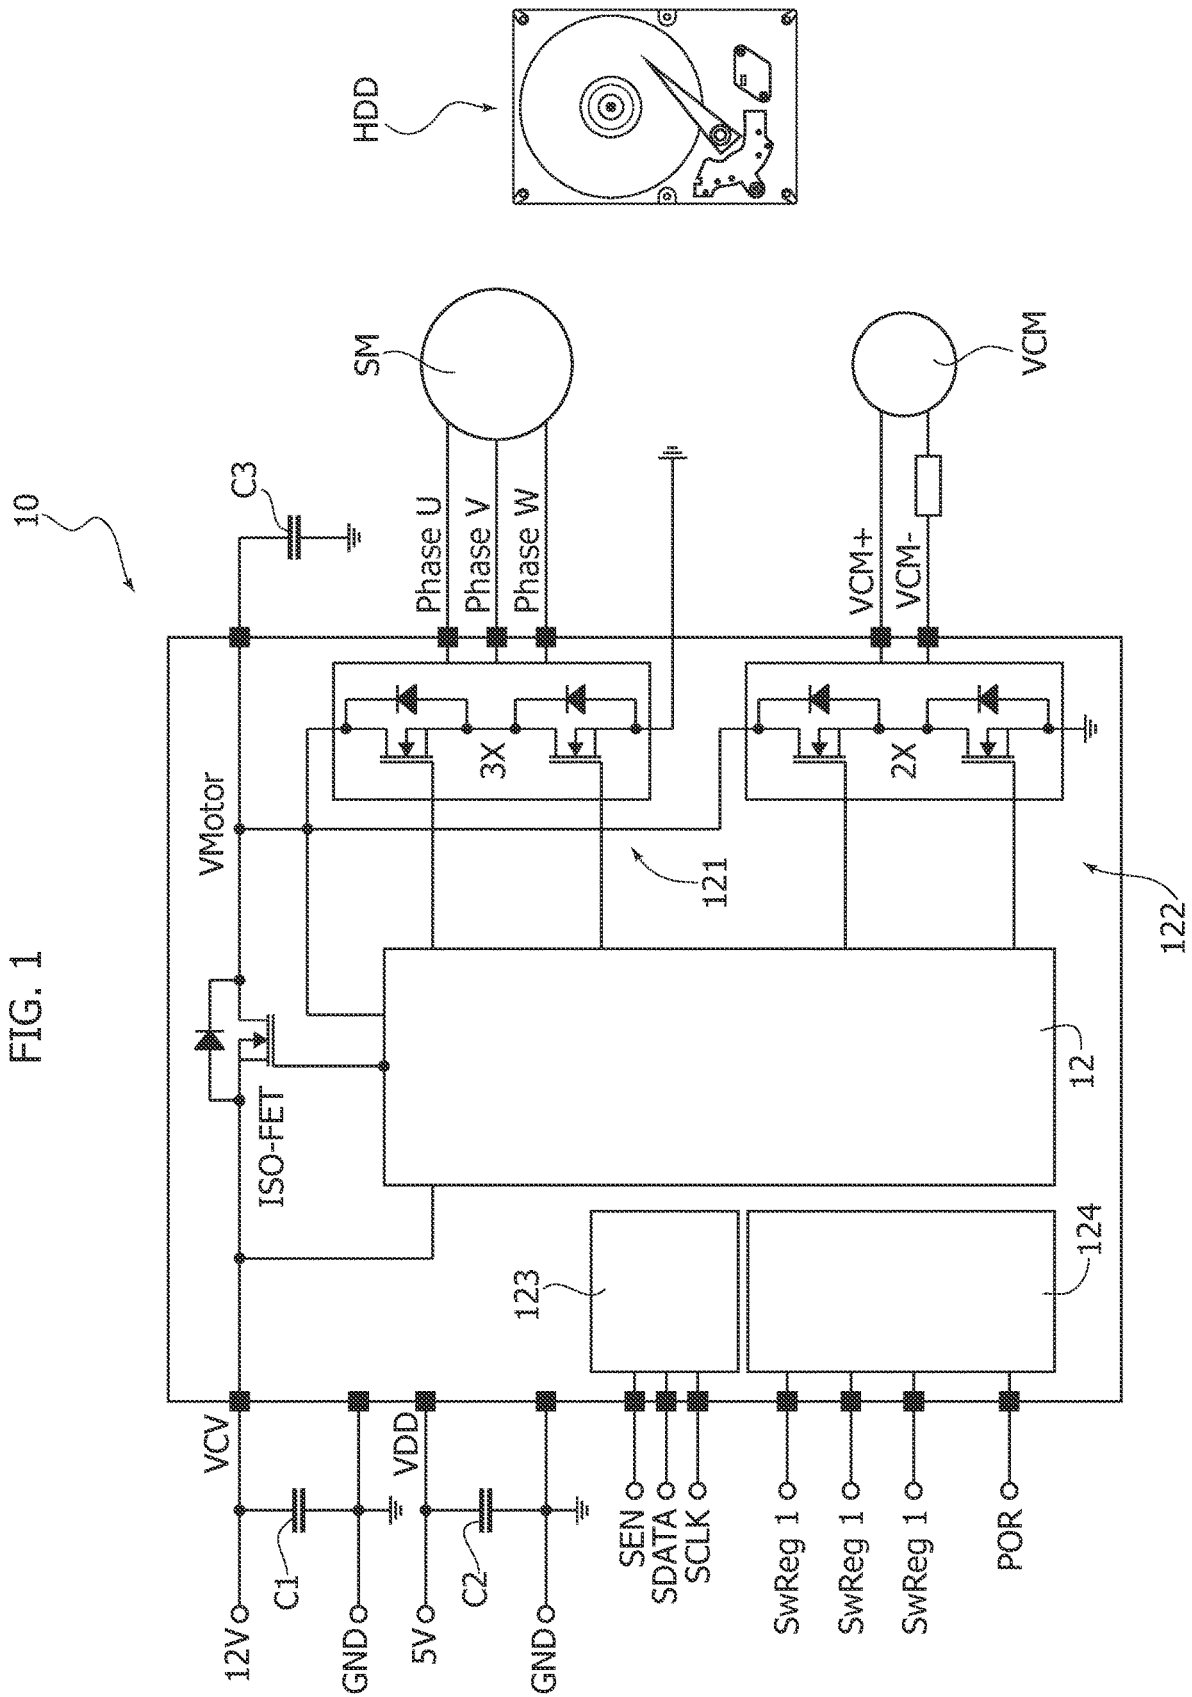 FIG. 1
10
HDD
SM
C3
Phase U
Phase V
Phase W
VCM+
VCM-
VCM
VMotor
3X
2X
121
122
ISO-FET
12
123
124
VCV
VDD
12V
C1
GND
5V
C2
GND
SEN
SDATA
SCLK
SwReg 1
SwReg 1
SwReg 1
POR